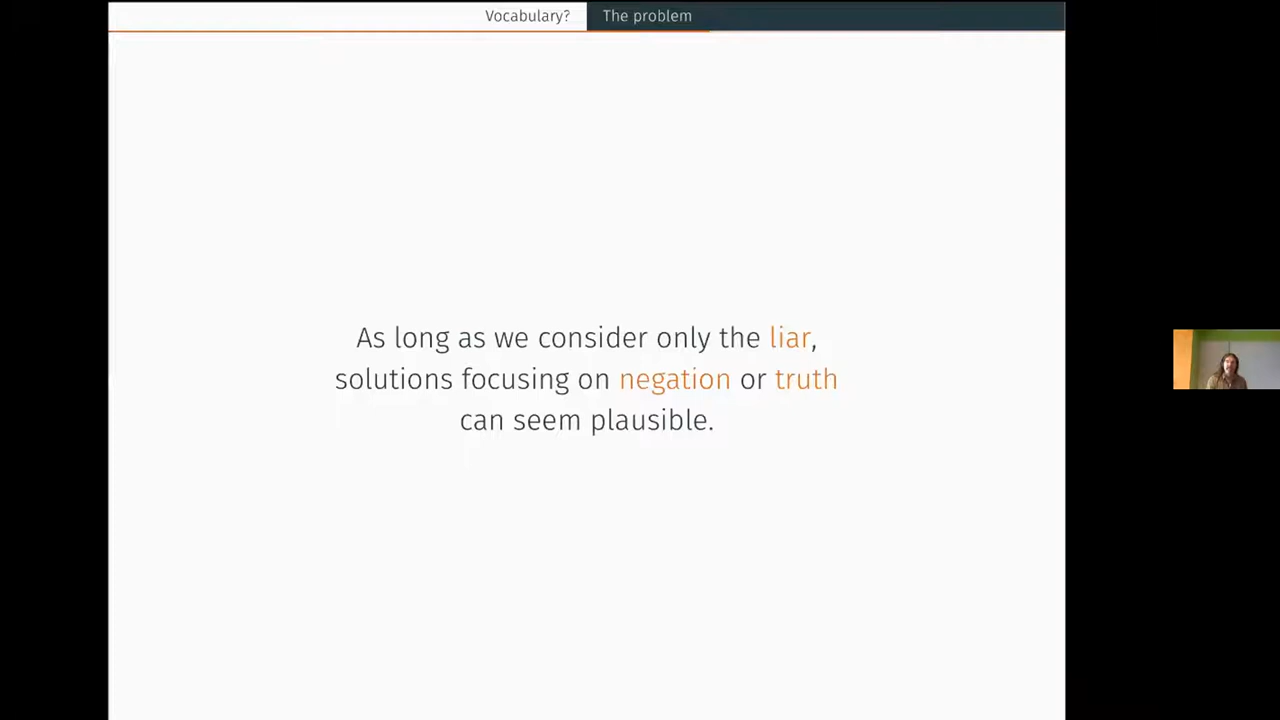 Vocabulary?
The problem
As long as we consider only the liar,
solutions focusing on negation or truth
can seem plausible.